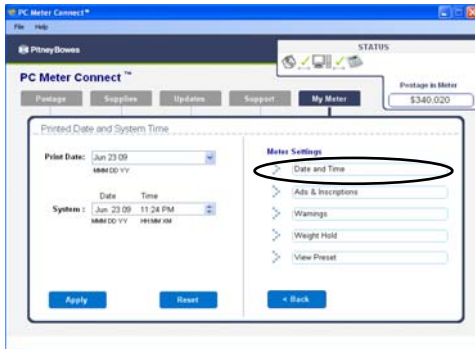 PC Meter Connect™
File Help
PitneyBowes
STATUS
PC Meter Connect ™
Postage in Meter
$340.020
Postage Supplies Updates Support My Meter
Printed Date and System Time
Print Date: Jun 23 09
MMM DD YY
Date Time
System : Jun 23 09 11:24 PM
MMM DD YY HH:MM XM
Apply Reset
Meter Settings
Date and Time
Ads & Inscriptions
Warnings
Weight Hold
View Preset
< Back